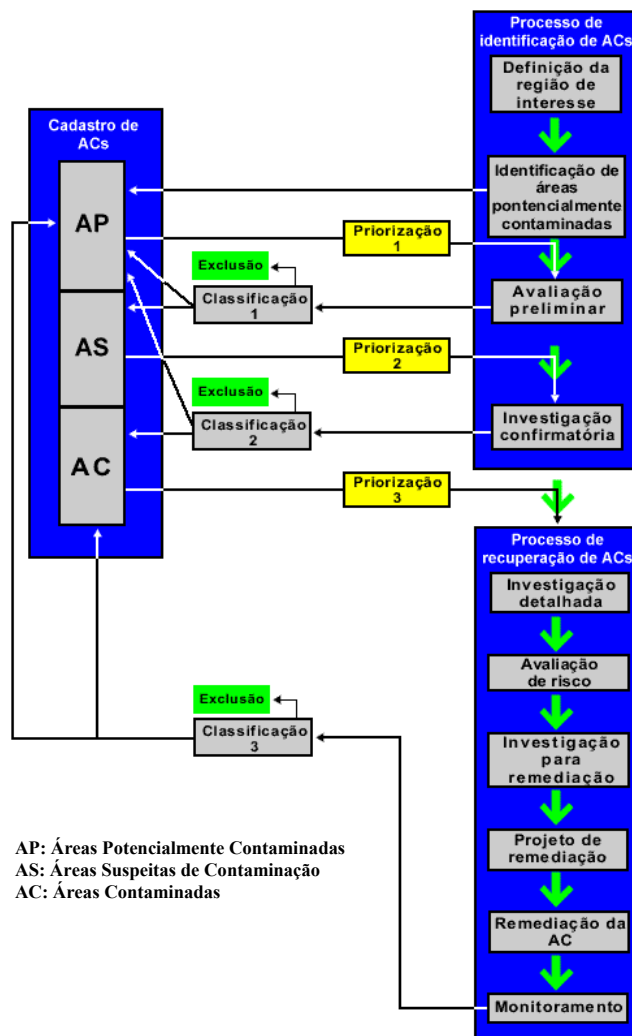 Processo de
identificação de ACs
Definição da
região de
interesse
Identificação de
áreas
pontencialmente
contaminadas
Avaliação
preliminar
Investigação
confirmatória
Cadastro de
ACs
AP
AS
AC
Priorização
1
Exclusão
Classificação
1
Priorização
2
Exclusão
Classificação
2
Priorização
3
Processo de
recuperação de ACs
Investigação
detalhada
Avaliação
de risco
Investigação
para
remediação
Projeto de
remediação
Remediação da
AC
Monitoramento
Exclusão
Classificação
3
AP: Áreas Potencialmente Contaminadas
AS: Áreas Suspeitas de Contaminação
AC: Áreas Contaminadas